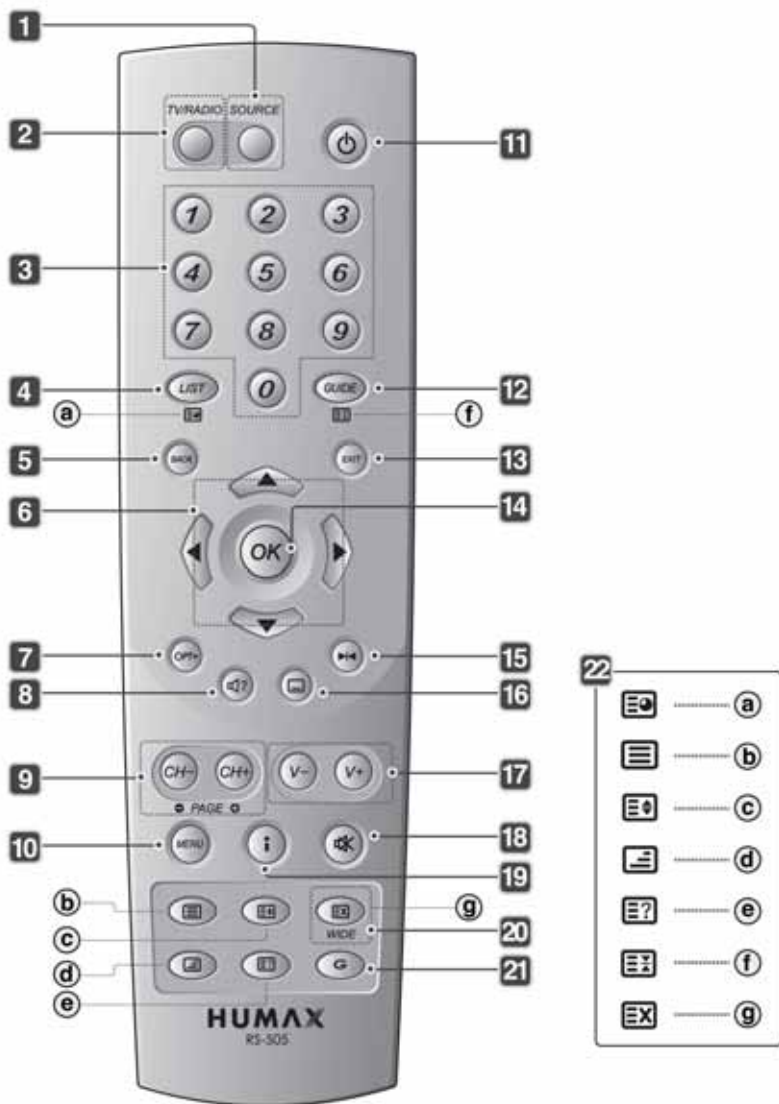 1
TV/RADIO SOURCE
2
11
1 2 3
3
4 5 6
7 8 9
4 LIST 0 GUIDE 12
a f
5 BACK EXIT 13
6
OK 14
7 OPT+ 15
8 ? 16
22
a
b
c
d
? e
f
X g
9 CH- CH+ V- V+ 17
PAGE
10 MENU i 18
19
b g
c WIDE 20
d G 21
e
HUMAX
RS-505